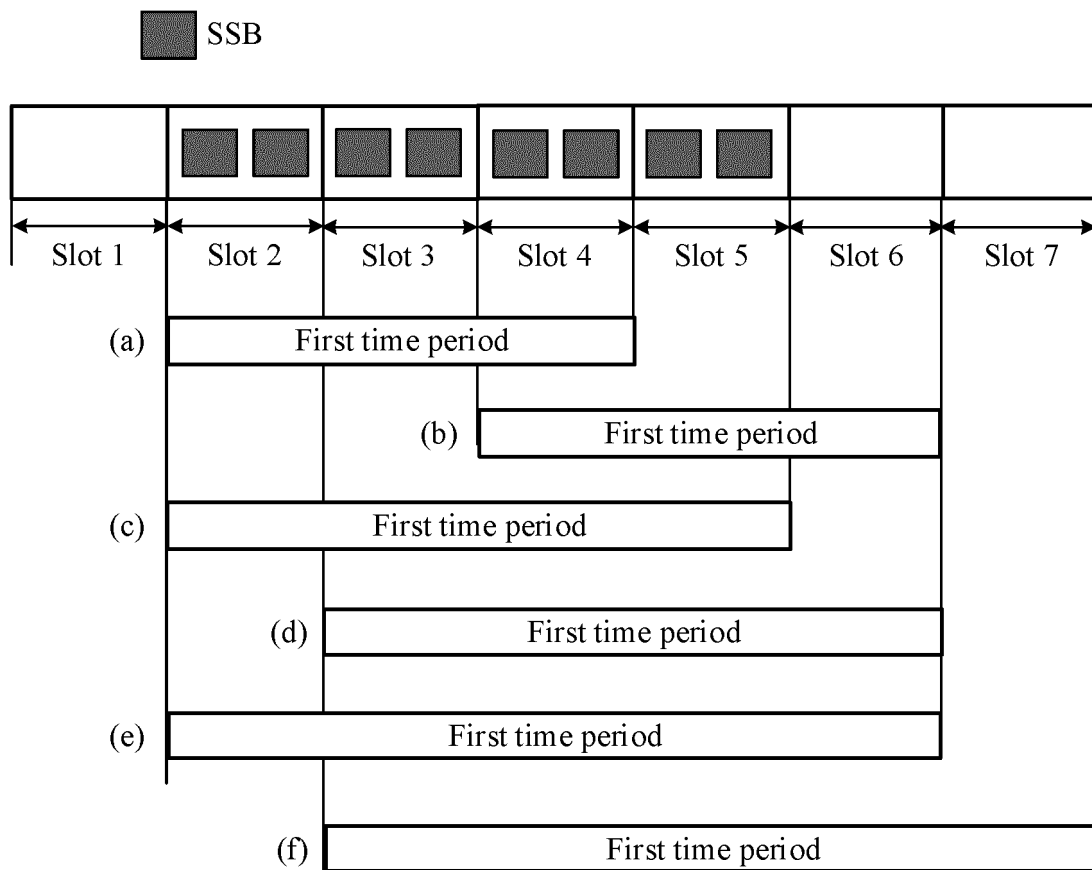 SSB
Slot 1 Slot 2 Slot 3 Slot 4 Slot 5 Slot 6 Slot 7
(a) First time period
(b) First time period
(c) First time period
(d) First time period
(e) First time period
(f) First time period